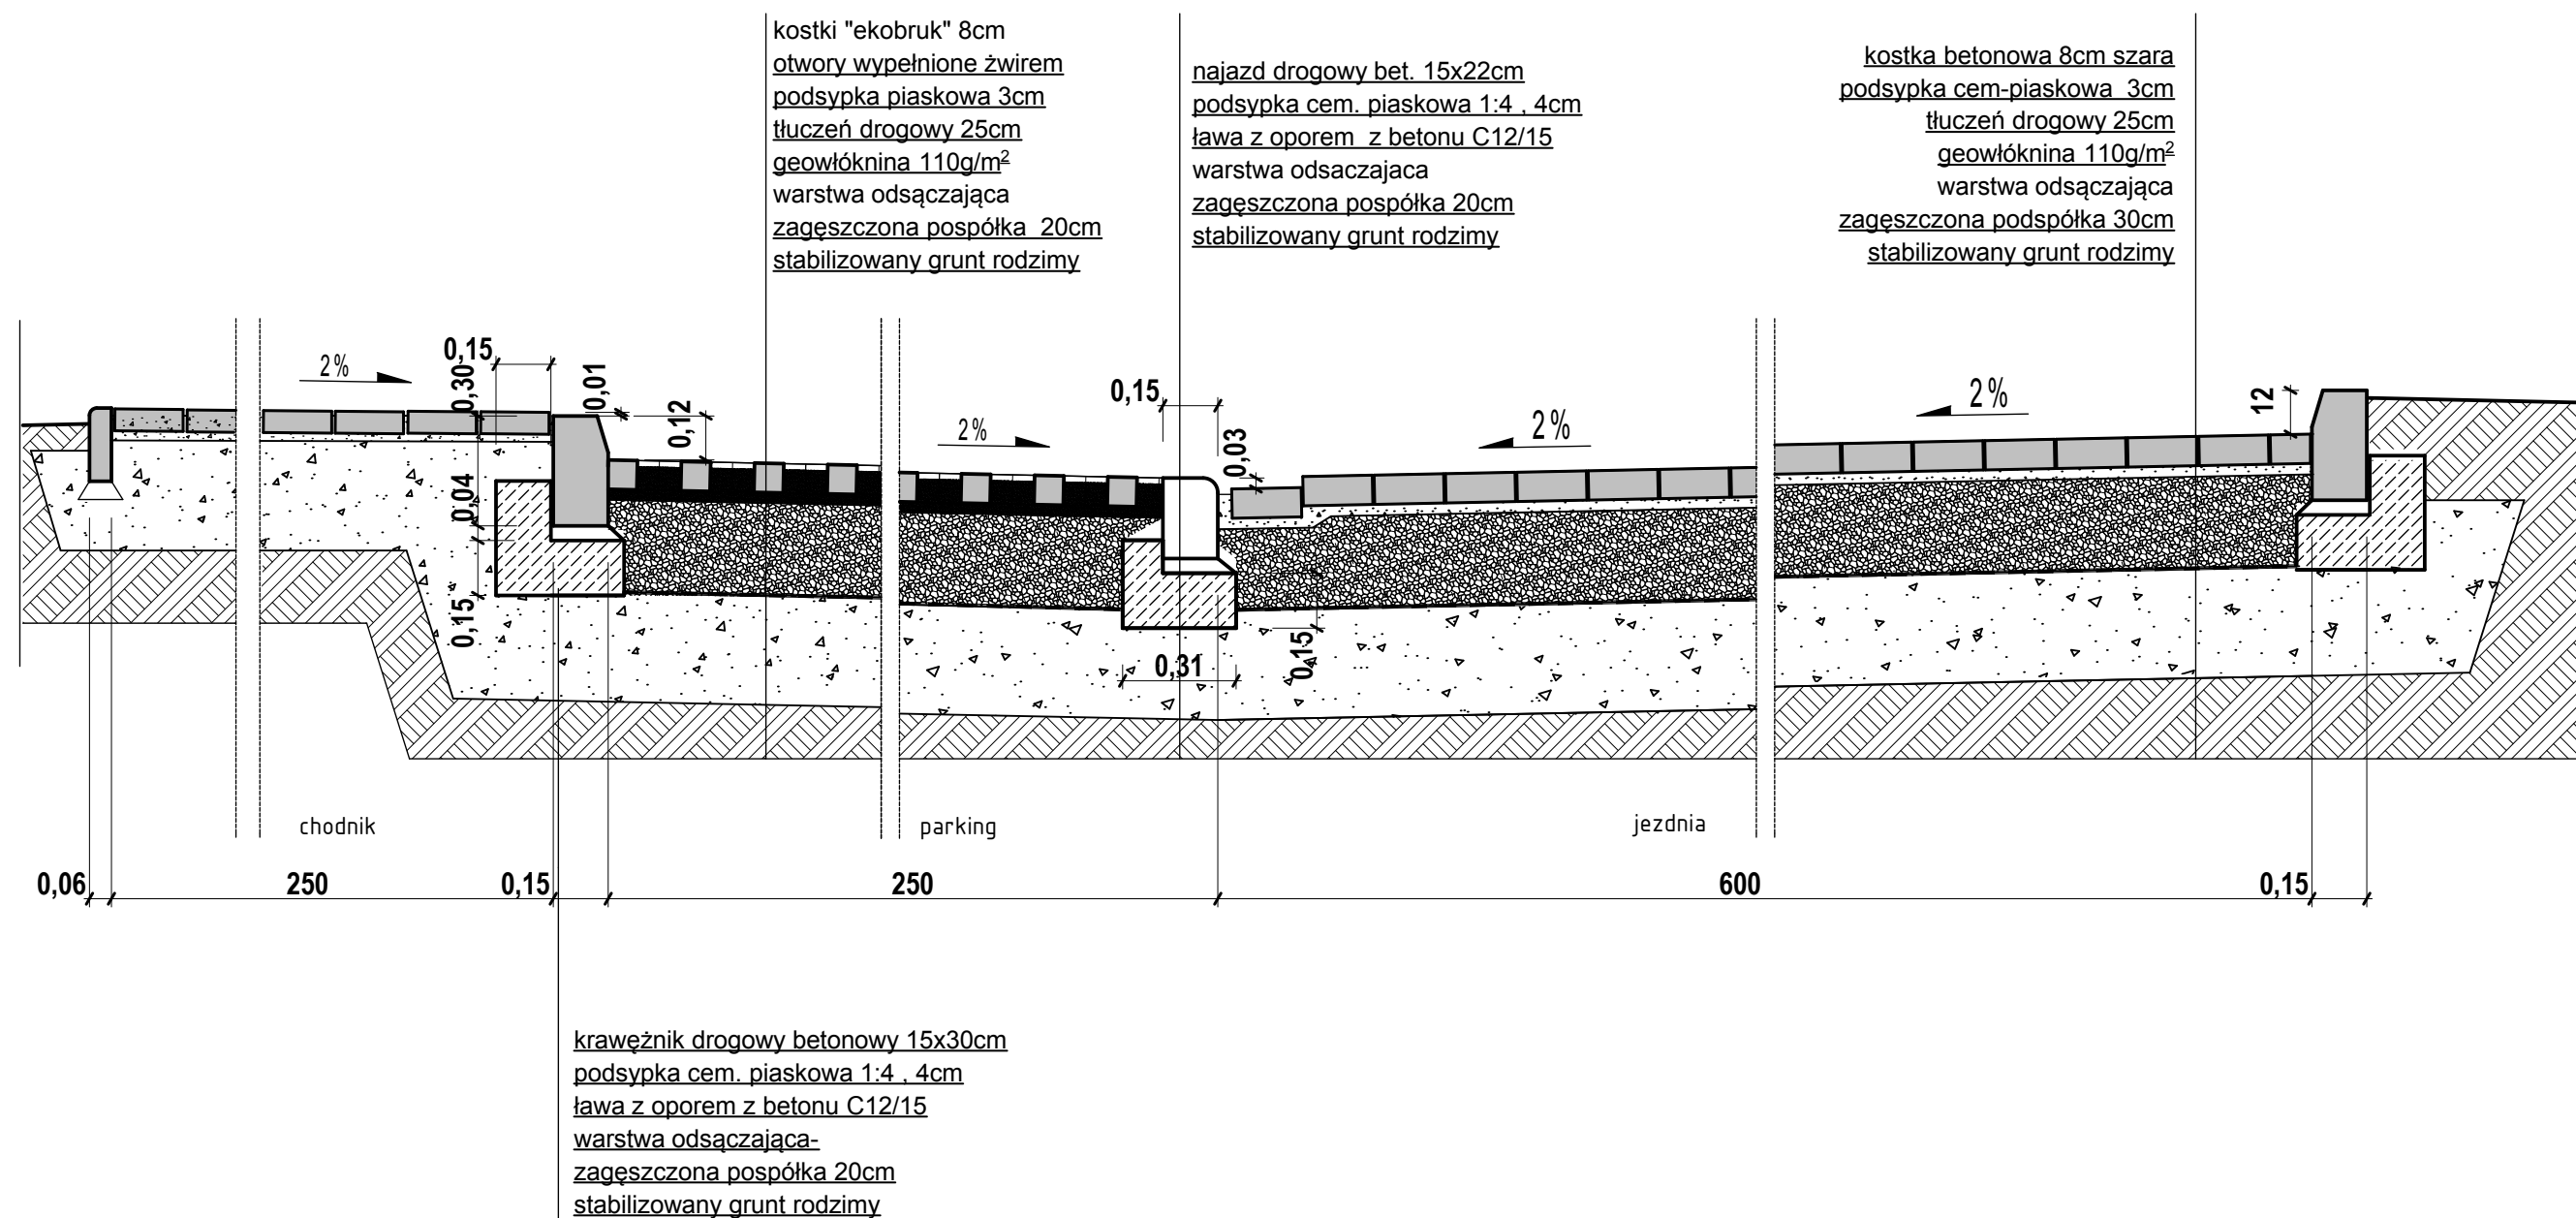 kostki "ekobruk" 8cm
otwory wypełnione żwirem
podsypka piaskowa 3cm
tłuczeń drogowy 25cm
geowłóknina 110g/m²
warstwa odsączająca
zagęszczona pospółka 20cm
stabilizowany grunt rodzimy
najazd drogowy bet. 15x22cm
podsypka cem. piaskowa 1:4 , 4cm
ława z oporem z betonu C12/15
warstwa odsaczajaca
zagęszczona pospółka 20cm
stabilizowany grunt rodzimy
kostka betonowa 8cm szara
podsypka cem-piaskowa 3cm
tłuczeń drogowy 25cm
geowłóknina 110g/m²
warstwa odsączająca
zagęszczona podspółka 30cm
stabilizowany grunt rodzimy
2%
0,15
0,30
0,01
0,12
0,04
0,15
2%
0,15
0,03
2%
2%
12
0,31
0,15
chodnik
parking
jezdnia
0,06
250
0,15
250
600
0,15
krawężnik drogowy betonowy 15x30cm
podsypka cem. piaskowa 1:4 , 4cm
ława z oporem z betonu C12/15
warstwa odsączająca-
zagęszczona pospółka 20cm
stabilizowany grunt rodzimy